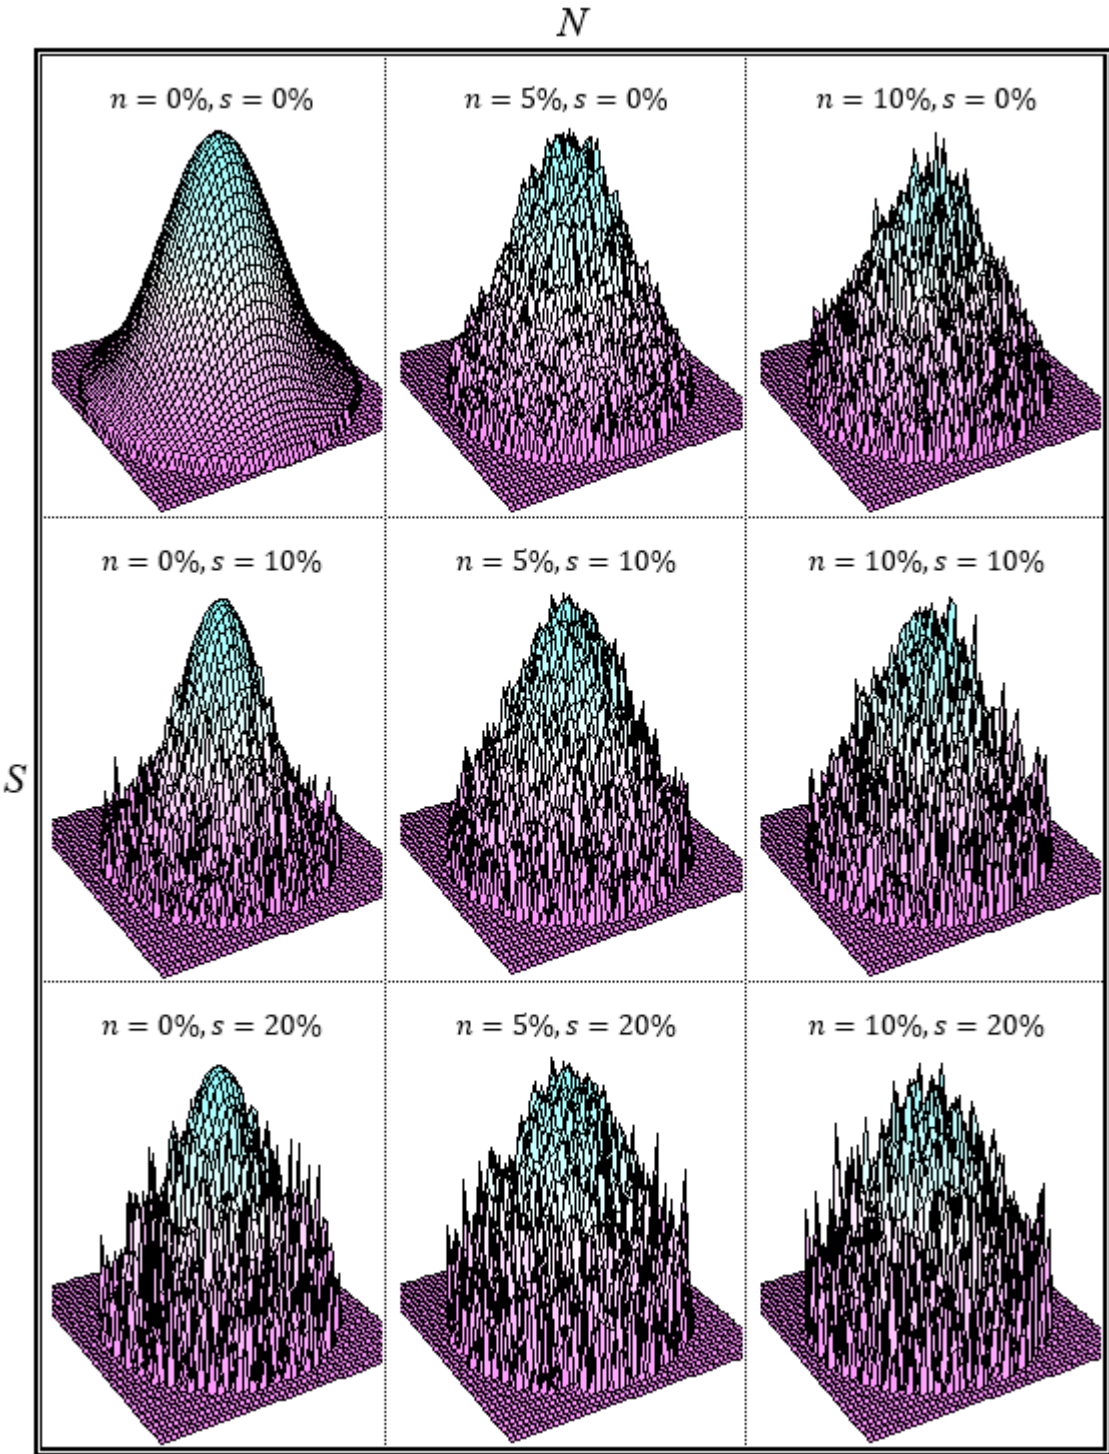 N
n = 0%, s = 0%
n = 5%, s = 0%
n = 10%, s = 0%
n = 0%, s = 10%
n = 5%, s = 10%
n = 10%, s = 10%
S
n = 0%, s = 20%
n = 5%, s = 20%
n = 10%, s = 20%